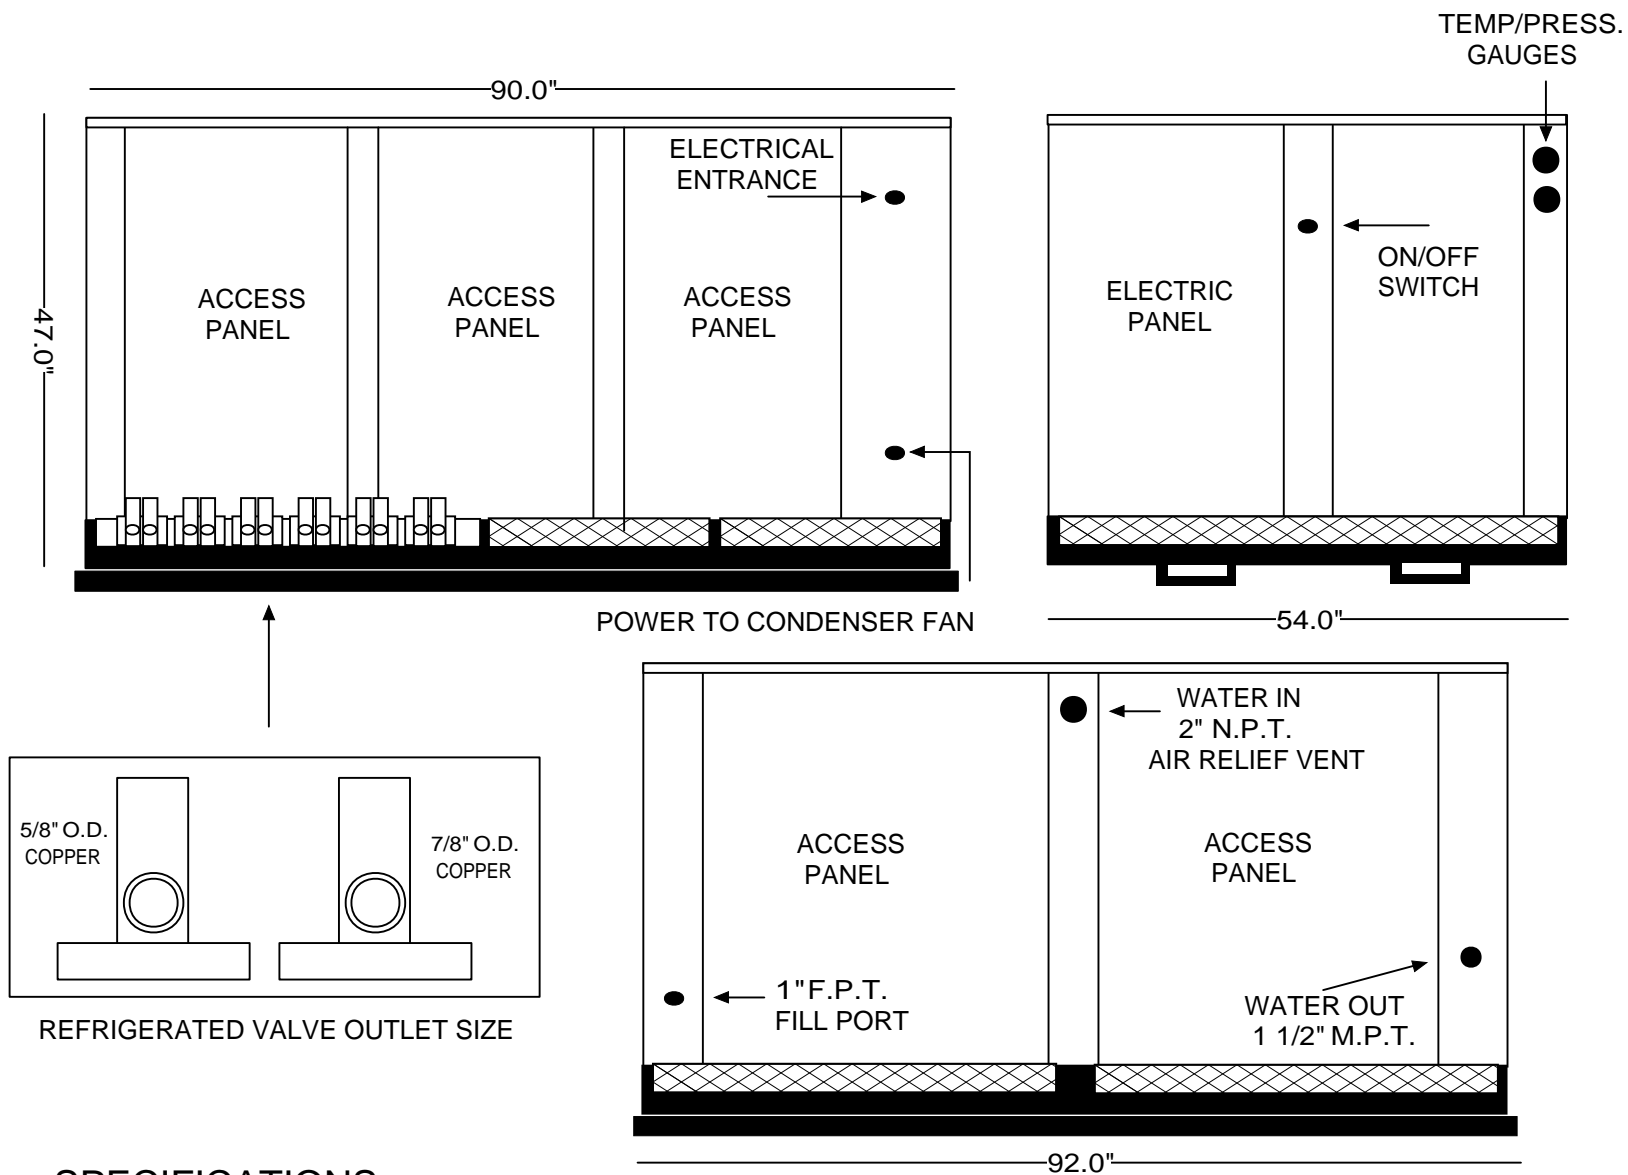 TEMP/PRESS.
GAUGES
90.0"
47.0"
ELECTRICAL
ENTRANCE
ACCESS
PANEL
ACCESS
PANEL
ACCESS
PANEL
ELECTRIC
PANEL
ON/OFF
SWITCH
POWER TO CONDENSER FAN
54.0"
WATER IN
2" N.P.T.
AIR RELIEF VENT
5/8" O.D.
COPPER
7/8" O.D.
COPPER
REFRIGERATED VALVE OUTLET SIZE
ACCESS
PANEL
ACCESS
PANEL
1" F.P.T.
FILL PORT
WATER OUT
1 1/2" M.P.T.
92.0"
SPECIFICATIONS